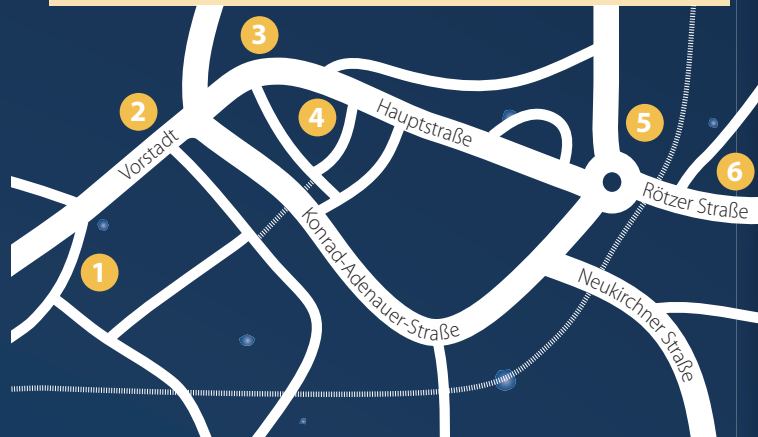 3
2
4
Hauptstraße
5
Vorstadt
6
Rötzer Straße
1
Konrad-Adenauer-Straße
Neukirchner Straße